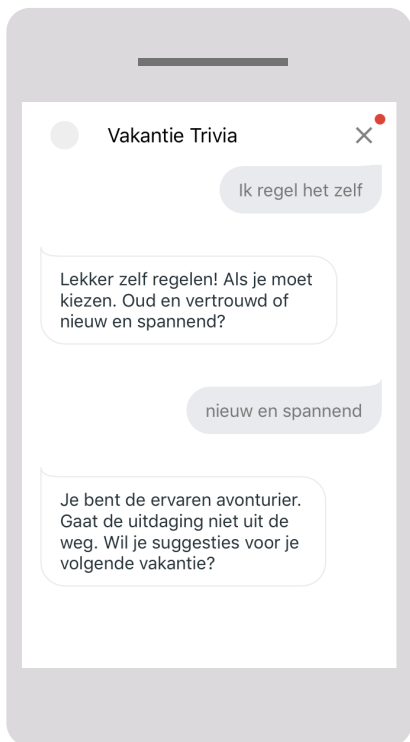 Vakantie Trivia
Ik regel het zelf
Lekker zelf regelen! Als je moet
kiezen. Oud en vertrouwd of
nieuw en spannend?
nieuw en spannend
Je bent de ervaren avonturier.
Gaat de uitdaging niet uit de
weg. Wil je suggesties voor je
volgende vakantie?